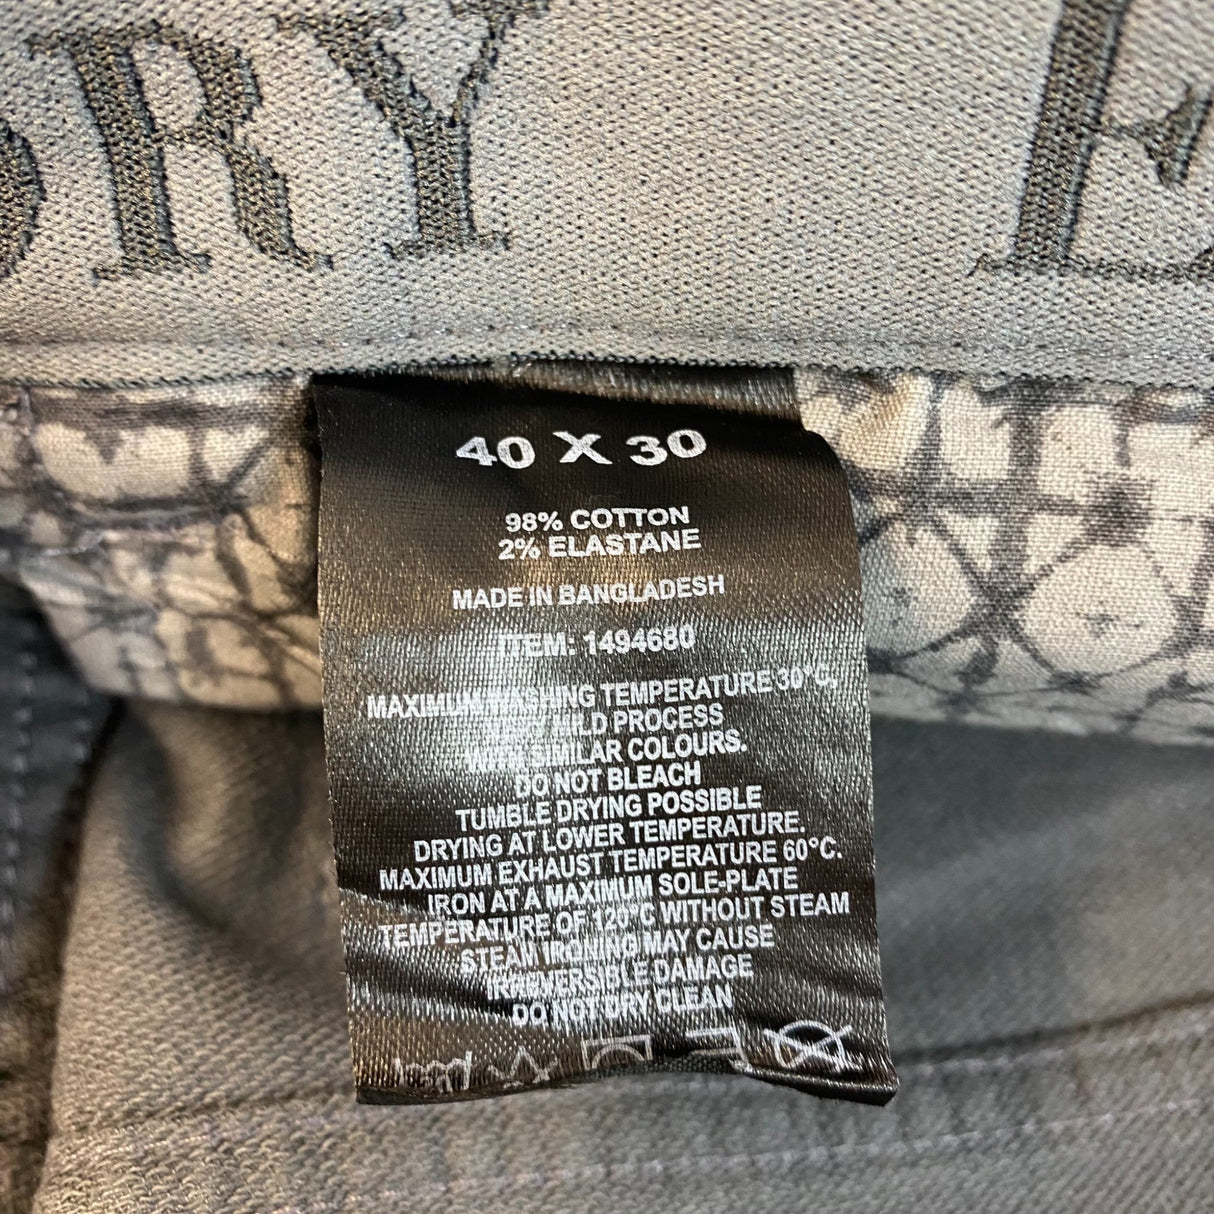 RY E
40 X 30
98% COTTON
2% ELASTANE
MADE IN BANGLADESH
ITEM: 1494680
MAXIMUM WASHING TEMPERATURE 30°C,
VERY MILD PROCESS
WITH SIMILAR COLOURS.
DO NOT BLEACH
TUMBLE DRYING POSSIBLE
DRYING AT LOWER TEMPERATURE.
MAXIMUM EXHAUST TEMPERATURE 60°C.
IRON AT A MAXIMUM SOLE-PLATE
TEMPERATURE OF 120°C WITHOUT STEAM
STEAM IRONING MAY CAUSE
IRREVERSIBLE DAMAGE
DO NOT DRY CLEAN